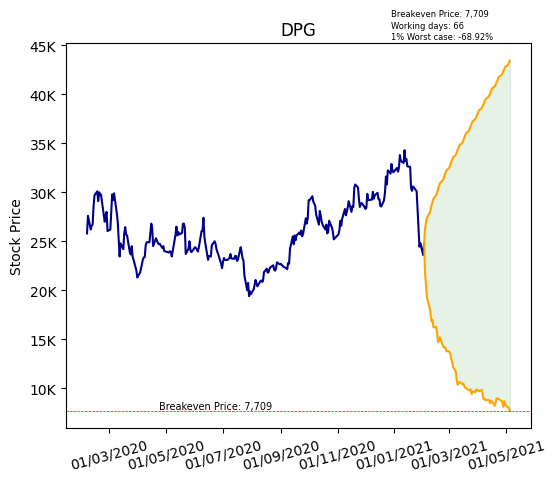 Breakeven Price: 7,709
Working days: 66
1% Worst case: -68.92%
DPG
Stock Price
45K
40K
35K
30K
25K
20K
15K
10K
Breakeven Price: 7,709
01/03/2020
01/05/2020
01/07/2020
01/09/2020
01/11/2020
01/01/2021
01/03/2021
01/05/2021